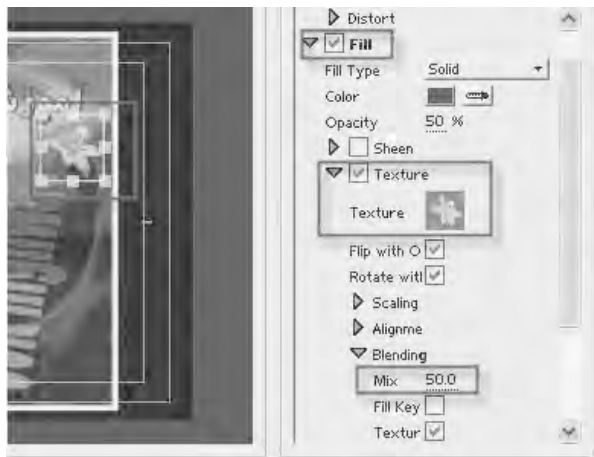 Distort
Fill
Fill Type Solid
Color
Opacity 50 %
Sheen
Texture
Texture
Flip with O
Rotate witl
Scaling
Alignme
Blending
Mix 50.0
Fill Key
Textur